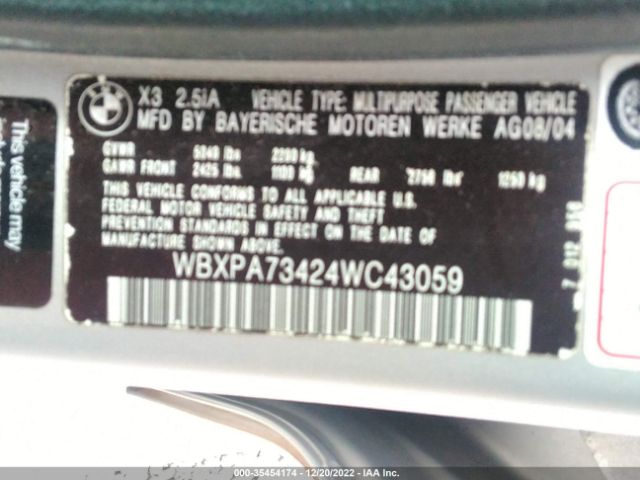 X3 2.5iA VEHICLE TYPE: MULTIPURPOSE PASSENGER VEHICLE
MFD BY BAYERISCHE MOTOREN WERKE AG08/04
GVWR lbs kg
GAWR FRONT 2425 lbs 1100 kg REAR lbs 1250 kg
THIS VEHICLE CONFORMS TO ALL APPLICABLE U.S.
FEDERAL MOTOR VEHICLE SAFETY AND THEFT
PREVENTION STANDARDS IN EFFECT ON THE DATE OF
MANUFACTURE SHOWN ABOVE.
WBXPA73424WC43059
7 012 910
This vehicle may
000-35454174 - 12/20/2022 - IAA Inc.